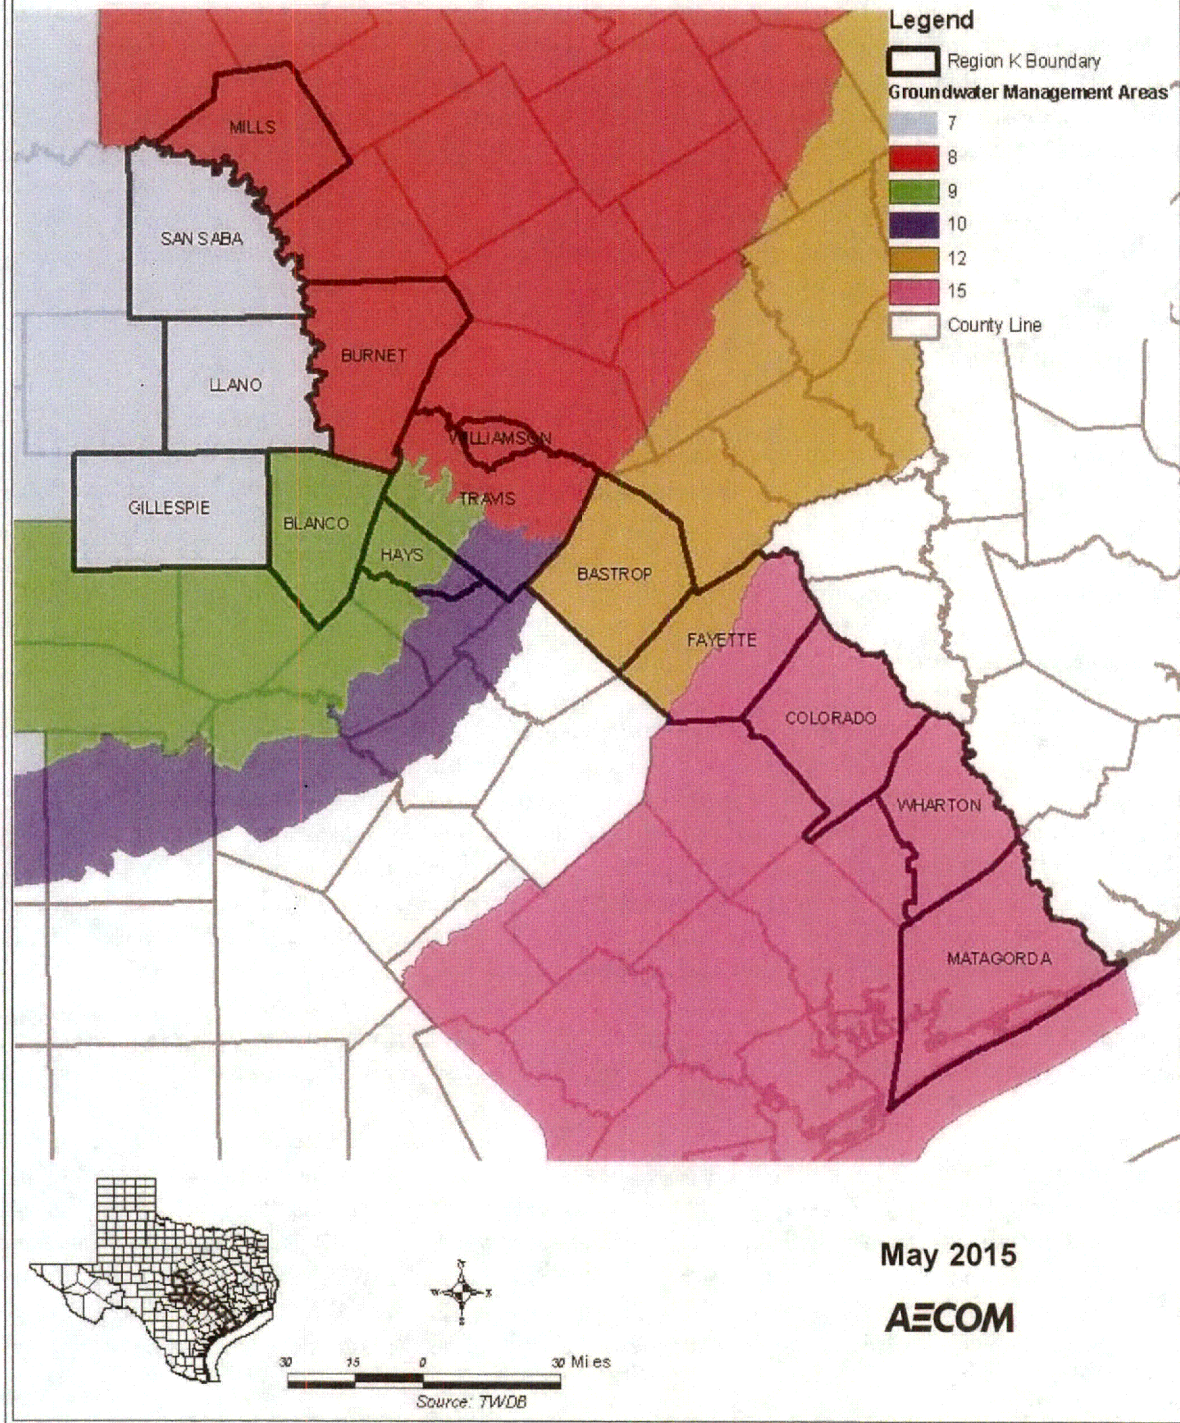 Legend
Region K Boundary
Groundwater Management Areas
7
8
9
10
12
15
County Line
MILLS
SAN SABA
BURNET
LLANO
WILLIAMSON
GILLESPIE
TRAVIS
BLANCO
HAYS
BASTROP
FAYETTE
COLORADO
WHARTON
MATAGORDA
May 2015
AECOM
30 15 0 30 Miles
Source: TWDB